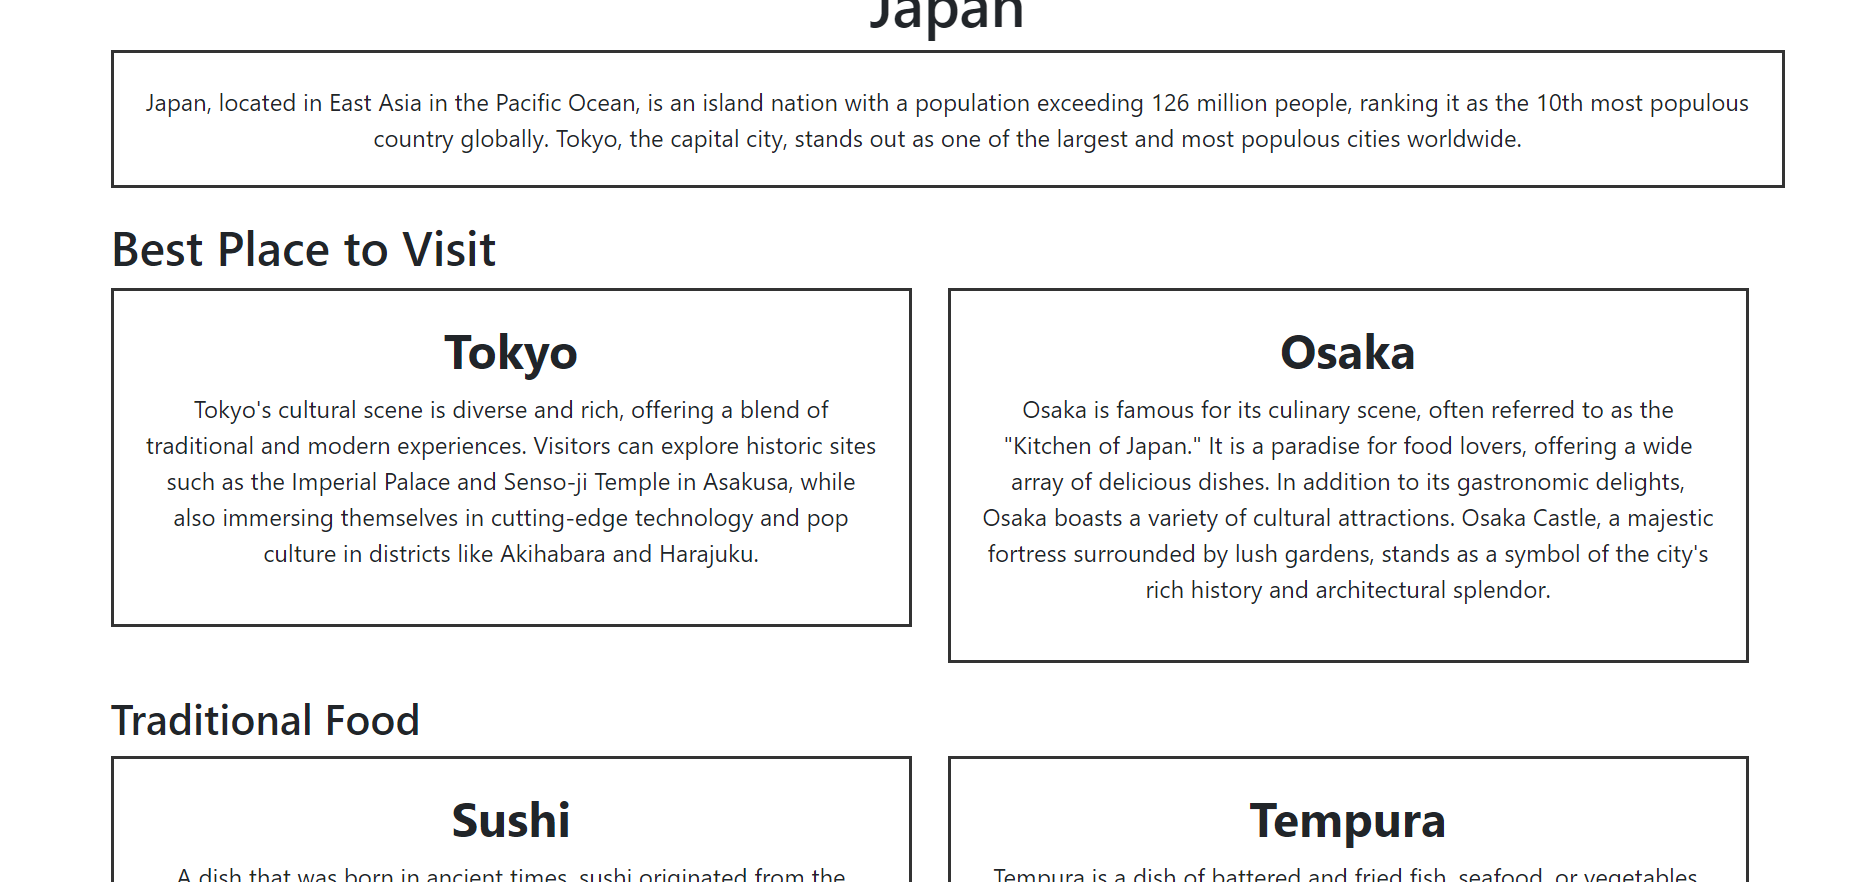 Japan
Japan, located in East Asia in the Pacific Ocean, is an island nation with a population exceeding 126 million people, ranking it as the 10th most populous
country globally. Tokyo, the capital city, stands out as one of the largest and most populous cities worldwide.
Best Place to Visit
Tokyo
Tokyo's cultural scene is diverse and rich, offering a blend of
traditional and modern experiences. Visitors can explore historic sites
such as the Imperial Palace and Senso-ji Temple in Asakusa, while
also immersing themselves in cutting-edge technology and pop
culture in districts like Akihabara and Harajuku.
Osaka
Osaka is famous for its culinary scene, often referred to as the
"Kitchen of Japan." It is a paradise for food lovers, offering a wide
array of delicious dishes. In addition to its gastronomic delights,
Osaka boasts a variety of cultural attractions. Osaka Castle, a majestic
fortress surrounded by lush gardens, stands as a symbol of the city's
rich history and architectural splendor.
Traditional Food
Sushi
A dish that was born in ancient times, sushi originated from the
Tempura
Tempura is a dish of battered and fried fish, seafood, or vegetables